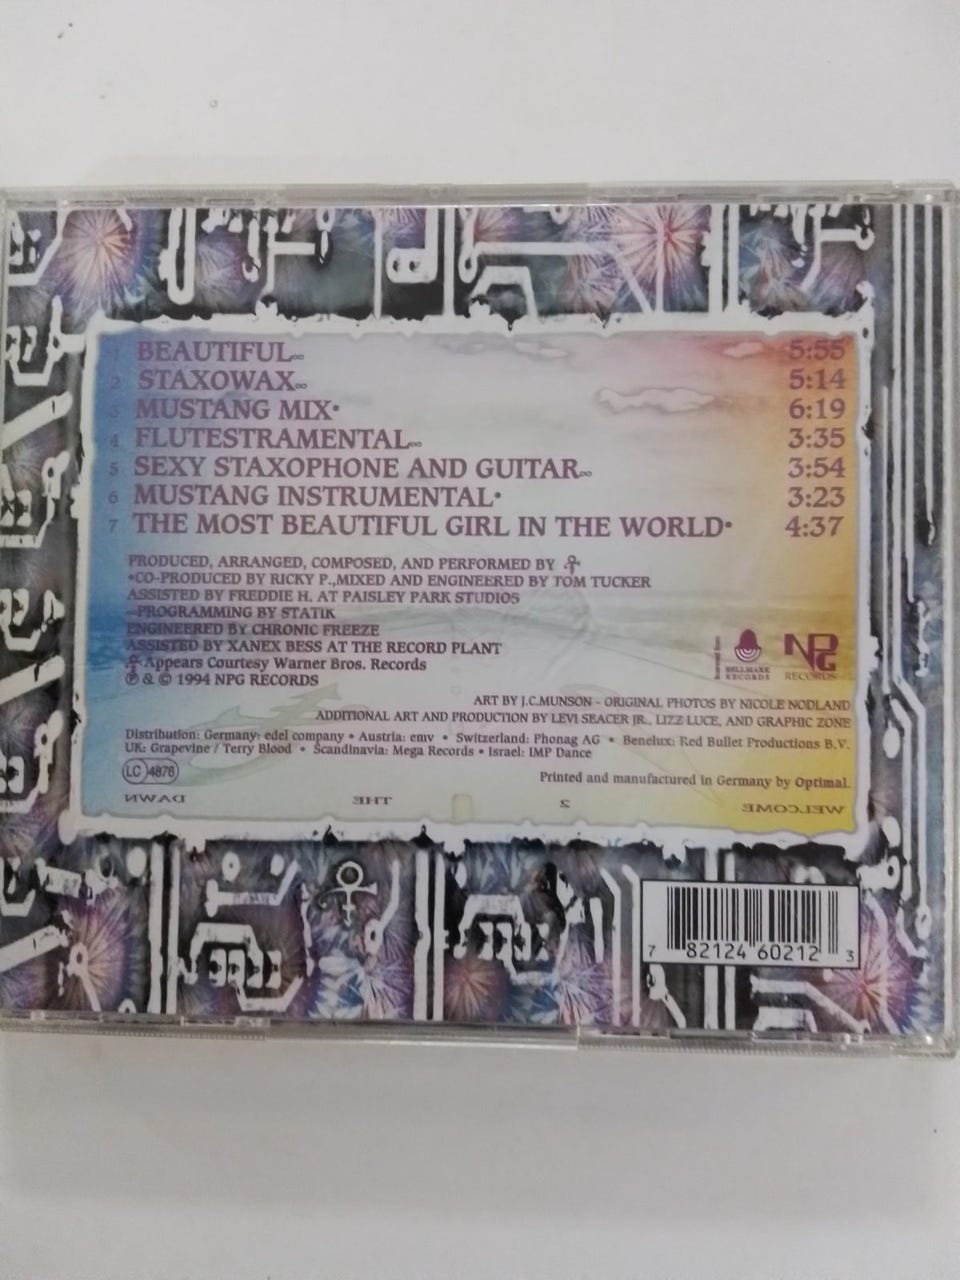 1 BEAUTIFUL∞ 5:55
2 STAXOWAX∞ 5:14
3 MUSTANG MIX• 6:19
4 FLUTESTRAMENTAL∞ 3:35
5 SEXY STAXOPHONE AND GUITAR∞ 3:54
6 MUSTANG INSTRUMENTAL• 3:23
7 THE MOST BEAUTIFUL GIRL IN THE WORLD• 4:37
PRODUCED, ARRANGED, COMPOSED, AND PERFORMED BY
•CO-PRODUCED BY RICKY P.,MIXED AND ENGINEERED BY TOM TUCKER
ASSISTED BY FREDDIE H. AT PAISLEY PARK STUDIOS
∞PROGRAMMING BY STATIK
ENGINEERED BY CHRONIC FREEZE
ASSISTED BY XANEX BESS AT THE RECORD PLANT
Appears Courtesy Warner Bros. Records
℗ & © 1994 NPG RECORDS
BELLMARK
RECORDS
NPG
RECORDS
ART BY J.C.MUNSON - ORIGINAL PHOTOS BY NICOLE NODLAND
ADDITIONAL ART AND PRODUCTION BY LEVI SEACER JR., LIZZ LUCE, AND GRAPHIC ZONE
Distribution: Germany: edel company • Austria: emv • Switzerland: Phonag AG • Benelux: Red Bullet Productions B.V.
UK: Grapevine / Terry Blood • Scandinavia: Mega Records • Israel: IMP Dance
LC 4876
Printed and manufactured in Germany by Optimal.
WELCOME 2 THE DAWN
7 82124 60212 3